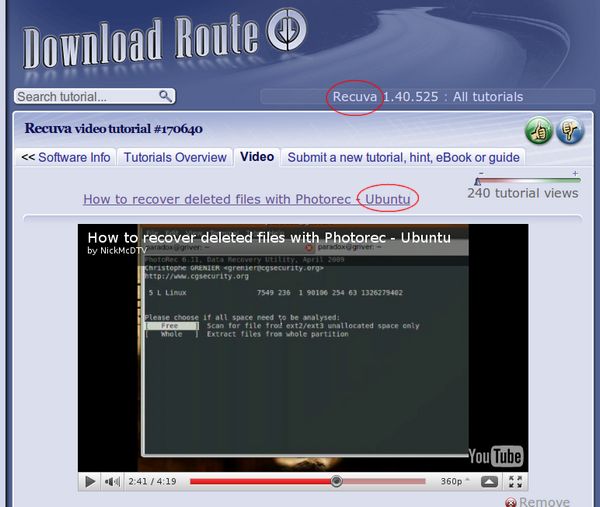 Download Route
Search tutorial...
Recuva 1.40.525 : All tutorials
Recuva video tutorial #170640
<< Software Info
Tutorials Overview
Video
Submit a new tutorial, hint, eBook or guide
- +
240 tutorial views
How to recover deleted files with Photorec - Ubuntu
How to recover deleted files with Photorec - Ubuntu
by NickMcDTV
paradox@griver: ~
paradox@griver: ~
PhotoRec 6.11, Data Recovery Utility, April 2009
Christophe GRENIER <grenier@cgsecurity.org>
http://www.cgsecurity.org
5 L Linux 7549 236 1 90106 254 63 1326279402
Please choose if all space need to be analysed:
[ Free ] Scan for file from ext2/ext3 unallocated space only
[ Whole ] Extract files from whole partition
YouTube
2:41 / 4:19
360p
Remove